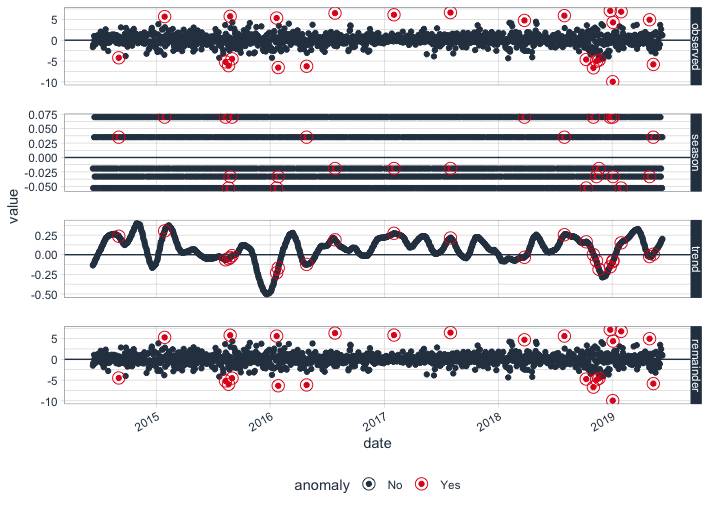 5
0
-5
-10
observed
0.075
0.050
0.025
0.000
-0.025
-0.050
season
value
0.25
0.00
-0.25
-0.50
trend
5
0
-5
-10
remainder
2015 2016 2017 2018 2019
date
anomaly No Yes